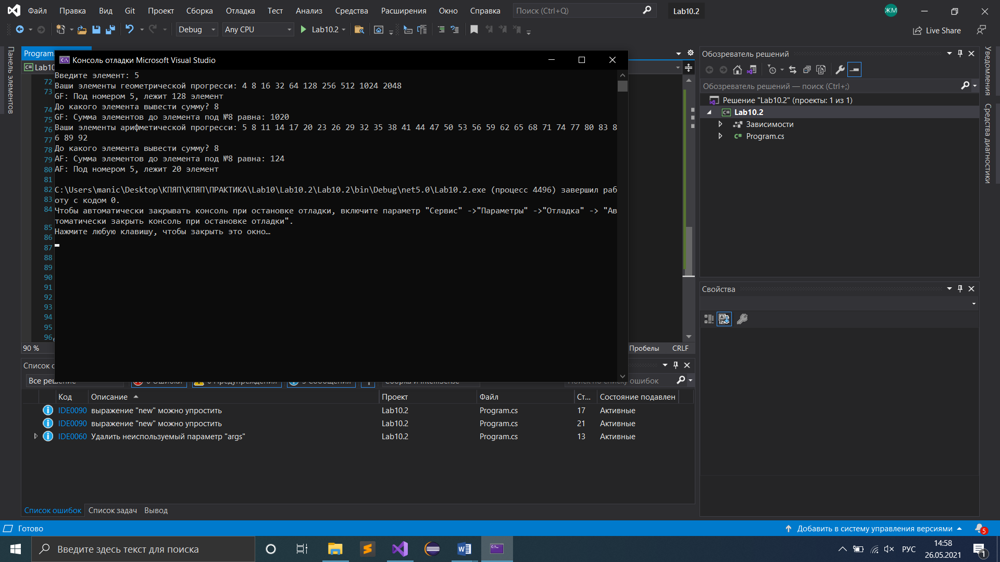 Файл Правка Вид Git Проект Сборка Отладка Тест Анализ Средства Расширения Окно Справка Поиск (Ctrl+Q) Lab10.2 ЖМ
Debug Any CPU Lab10.2 Live Share
Панель элементов
Program.
Lab10
Консоль отладки Microsoft Visual Studio
Введите элемент: 5
Ваши элементы геометрической прогресси: 4 8 16 32 64 128 256 512 1024 2048
GF: Под номером 5, лежит 128 элемент
До какого элемента вывести сумму? 8
GF: Сумма элементов до элемента под №8 равна: 1020
Ваши элементы арифметической прогресси: 5 8 11 14 17 20 23 26 29 32 35 38 41 44 47 50 53 56 59 62 65 68 71 74 77 80 83 8
6 89 92
До какого элемента вывести сумму? 8
AF: Сумма элементов до элемента под №8 равна: 124
AF: Под номером 5, лежит 20 элемент
C:\Users\manic\Desktop\КПЯП\КПЯП\ПРАКТИКА\Lab10\Lab10.2\Lab10.2\bin\Debug\net5.0\Lab10.2.exe (процесс 4496) завершил раб
оту с кодом 0.
Чтобы автоматически закрывать консоль при остановке отладки, включите параметр "Сервис" ->"Параметры" ->"Отладка" -> "Ав
томатически закрыть консоль при остановке отладки".
Нажмите любую клавишу, чтобы закрыть это окно…
72
73
74
75
76
77
78
79
80
81
82
83
84
85
86
87
88
89
90
91
92
93
94
95
96
90 % Пробелы CRLF
Обозреватель решений
Обозреватель решений — поиск (Ctrl+;)
Решение "Lab10.2" (проекты: 1 из 1)
Lab10.2
Зависимости
Program.cs
Свойства
Уведомления
Средства диагностики
Список о
Все решение 0 Ошибки 0 Предупреждения 3 Сообщения Сборка и IntelliSense Поиск по списку ошибок
Код Описание Проект Файл Ст... Состояние подавлен
IDE0090 выражение "new" можно упростить Lab10.2 Program.cs 17 Активные
IDE0090 выражение "new" можно упростить Lab10.2 Program.cs 21 Активные
IDE0060 Удалить неиспользуемый параметр "args" Lab10.2 Program.cs 13 Активные
Список ошибок Список задач Вывод
Готово Добавить в систему управления версиями 5
Введите здесь текст для поиска РУС 14:58
26.05.2021 1